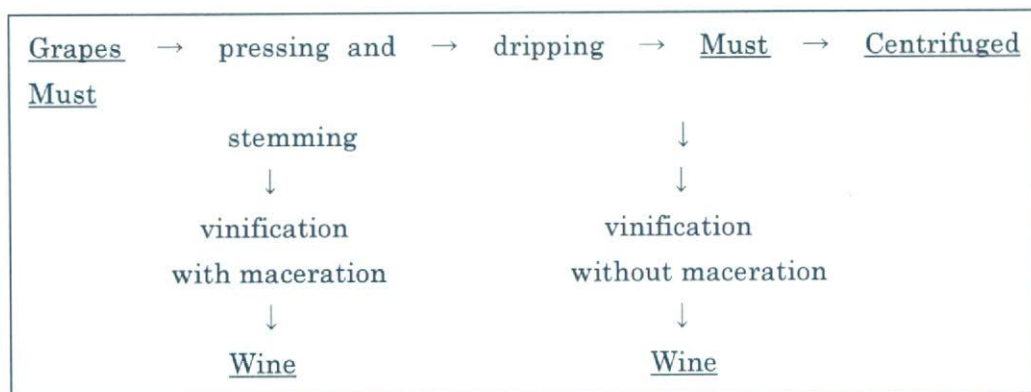 Grapes → pressing and → dripping → Must → Centrifuged
Must
stemming ↓
↓ ↓
vinification vinification
with maceration without maceration
↓ ↓
Wine Wine